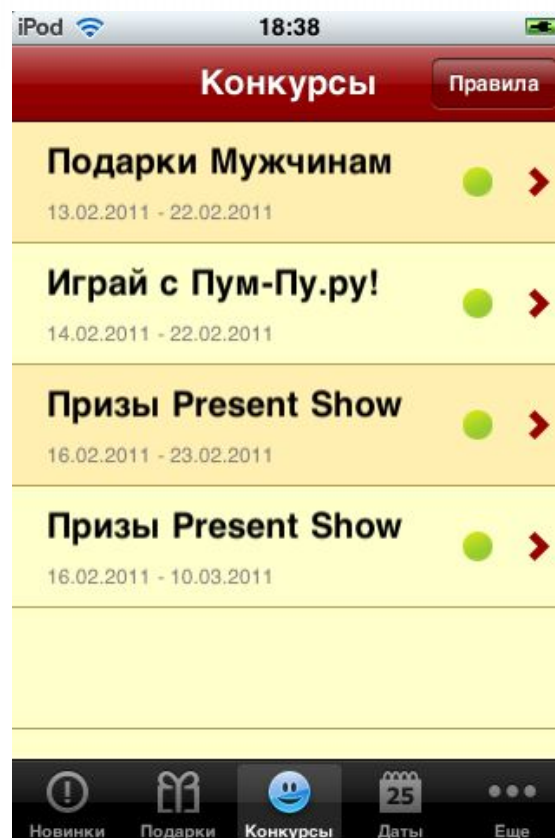 iPod 18:38
Конкурсы Правила
Подарки Мужчинам
13.02.2011 - 22.02.2011
Играй с Пум-Пу.ру!
14.02.2011 - 22.02.2011
Призы Present Show
16.02.2011 - 23.02.2011
Призы Present Show
16.02.2011 - 10.03.2011
25
Новинки Подарки Конкурсы Даты Еще